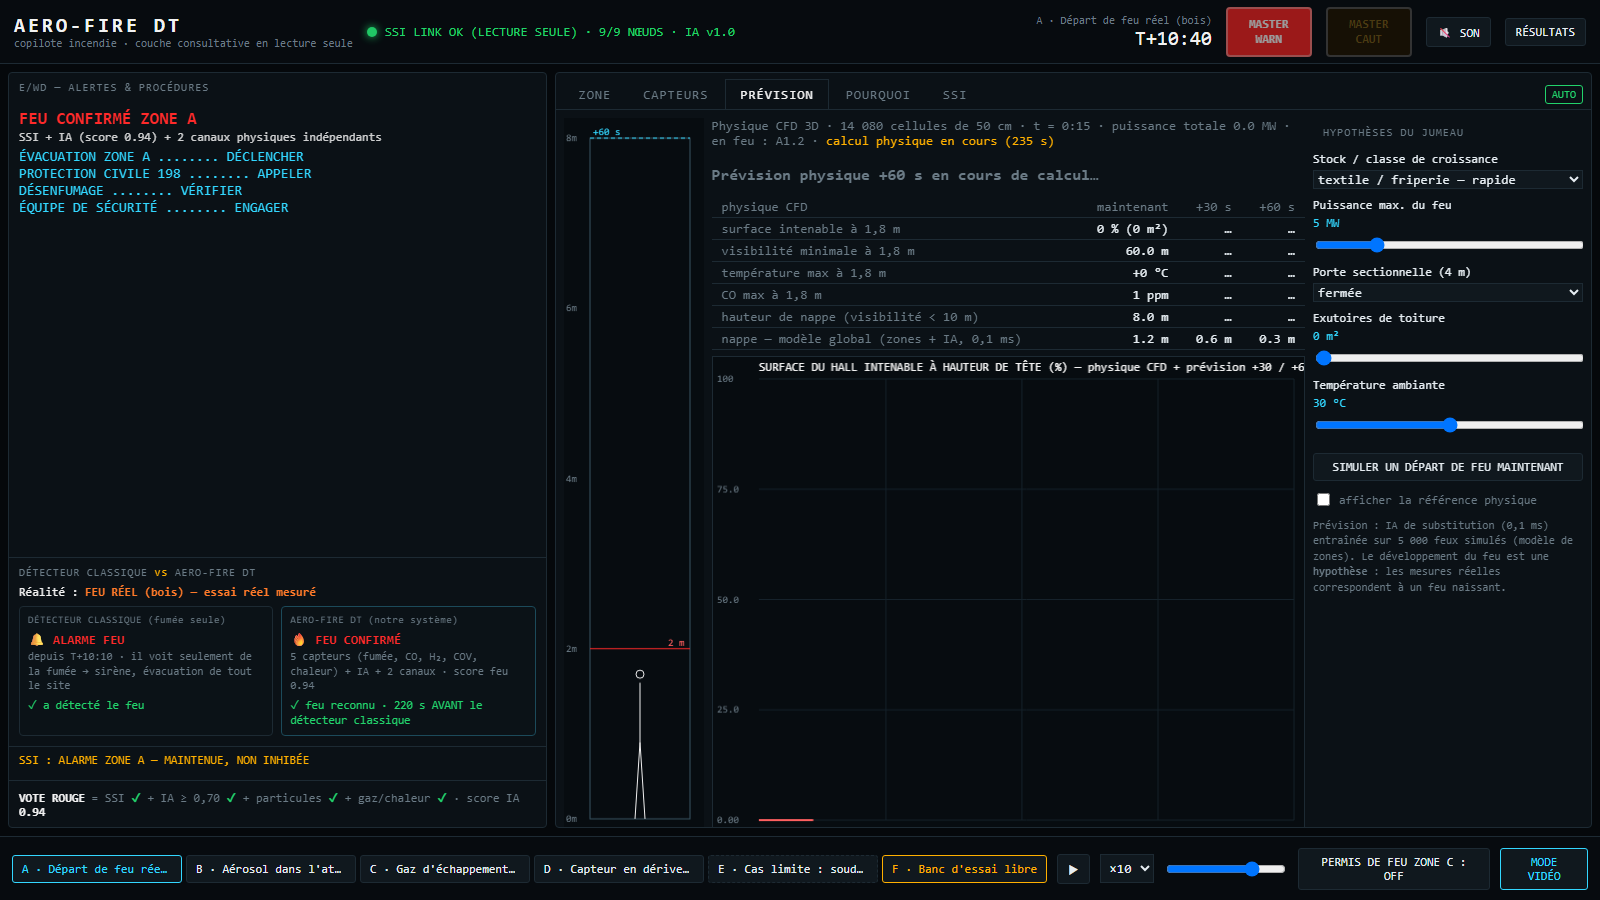 AERO-FIRE DT
copilote incendie · couche consultative en lecture seule
SSI LINK OK (LECTURE SEULE) · 9/9 NŒUDS · IA v1.0
A · Départ de feu réel (bois)
T+10:40
MASTER
WARN
MASTER
CAUT
SON
RÉSULTATS
E/WD — ALERTES & PROCÉDURES
FEU CONFIRMÉ ZONE A
SSI + IA (score 0.94) + 2 canaux physiques indépendants
ÉVACUATION ZONE A ........ DÉCLENCHER
PROTECTION CIVILE 198 ........ APPELER
DÉSENFUMAGE ........ VÉRIFIER
ÉQUIPE DE SÉCURITÉ ........ ENGAGER
DÉTECTEUR CLASSIQUE vs AERO-FIRE DT
Réalité : FEU RÉEL (bois) — essai réel mesuré
DÉTECTEUR CLASSIQUE (fumée seule)
ALARME FEU
depuis T+10:10 · il voit seulement de
la fumée → sirène, évacuation de tout
le site
✓ a détecté le feu
AERO-FIRE DT (notre système)
FEU CONFIRMÉ
5 capteurs (fumée, CO, H₂, COV,
chaleur) + IA + 2 canaux · score feu
0.94
✓ feu reconnu · 220 s AVANT le
détecteur classique
SSI : ALARME ZONE A — MAINTENUE, NON INHIBÉE
VOTE ROUGE = SSI ✓ + IA ≥ 0,70 ✓ + particules ✓ + gaz/chaleur ✓ · score IA
0.94
ZONE
CAPTEURS
PRÉVISION
POURQUOI
SSI
AUTO
8m
+60 s
6m
4m
2m
2 m
0m
Physique CFD 3D · 14 080 cellules de 50 cm · t = 0:15 · puissance totale 0.0 MW ·
en feu : A1.2 · calcul physique en cours (235 s)
Prévision physique +60 s en cours de calcul…
physique CFD maintenant +30 s +60 s
surface intenable à 1,8 m 0 % (0 m²) … …
visibilité minimale à 1,8 m 60.0 m … …
température max à 1,8 m +0 °C … …
CO max à 1,8 m 1 ppm … …
hauteur de nappe (visibilité < 10 m) 8.0 m … …
nappe — modèle global (zones + IA, 0,1 ms) 1.2 m 0.6 m 0.3 m
SURFACE DU HALL INTENABLE À HAUTEUR DE TÊTE (%) — physique CFD + prévision +30 / +6
100
75.0
50.0
25.0
0.00
HYPOTHÈSES DU JUMEAU
Stock / classe de croissance
textile / friperie — rapide
Puissance max. du feu
5 MW
Porte sectionnelle (4 m)
fermée
Exutoires de toiture
0 m²
Température ambiante
30 °C
SIMULER UN DÉPART DE FEU MAINTENANT
afficher la référence physique
Prévision : IA de substitution (0,1 ms)
entraînée sur 5 000 feux simulés (modèle de
zones). Le développement du feu est une
hypothèse : les mesures réelles
correspondent à un feu naissant.
A · Départ de feu rée…
B · Aérosol dans l'at…
C · Gaz d'échappement…
D · Capteur en dérive…
E · Cas limite : soud…
F · Banc d'essai libre
▶
x10
PERMIS DE FEU ZONE C :
OFF
MODE
VIDÉO